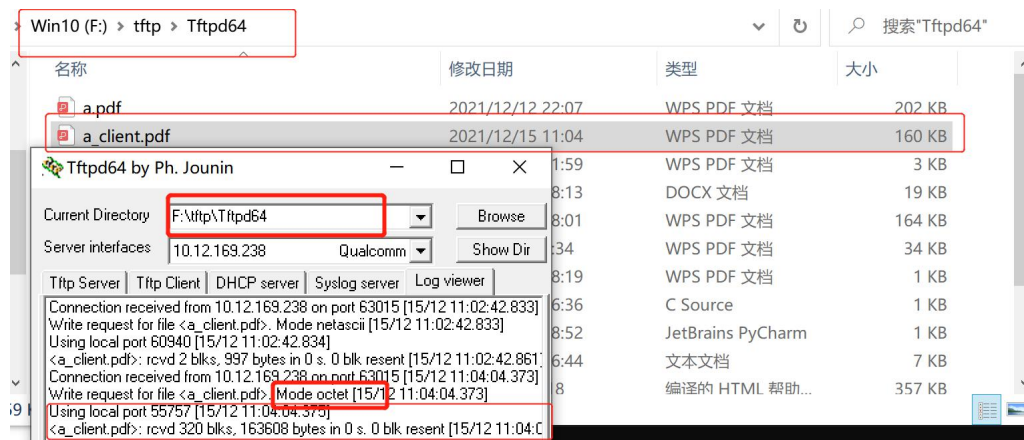 Win10 (F:) › tftp › Tftpd64
搜索"Tftpd64"
名称 修改日期 类型 大小
a.pdf 2021/12/12 22:07 WPS PDF 文档 202 KB
a_client.pdf 2021/12/15 11:04 WPS PDF 文档 160 KB
1:59 WPS PDF 文档 3 KB
8:13 DOCX 文档 19 KB
8:01 WPS PDF 文档 164 KB
:34 WPS PDF 文档 34 KB
8:19 WPS PDF 文档 1 KB
6:36 C Source 1 KB
8:52 JetBrains PyCharm 1 KB
6:44 文本文档 7 KB
8 编译的 HTML 帮助... 357 KB
Tftpd64 by Ph. Jounin
Current Directory F:\tftp\Tftpd64 Browse
Server interfaces 10.12.169.238 Qualcomm Show Dir
Tftp Server Tftp Client DHCP server Syslog server Log viewer
Connection received from 10.12.169.238 on port 63015 [15/12 11:02:42.833]
Write request for file <a_client.pdf>. Mode netascii [15/12 11:02:42.833]
Using local port 60940 [15/12 11:02:42.834]
<a_client.pdf>: rcvd 2 blks, 997 bytes in 0 s. 0 blk resent [15/12 11:02:42.861]
Connection received from 10.12.169.238 on port 63015 [15/12 11:04:04.373]
Write request for file <a_client.pdf>. Mode octet [15/12 11:04:04.373]
Using local port 55757 [15/12 11:04:04.375]
<a_client.pdf>: rcvd 320 blks, 163608 bytes in 0 s. 0 blk resent [15/12 11:04:0